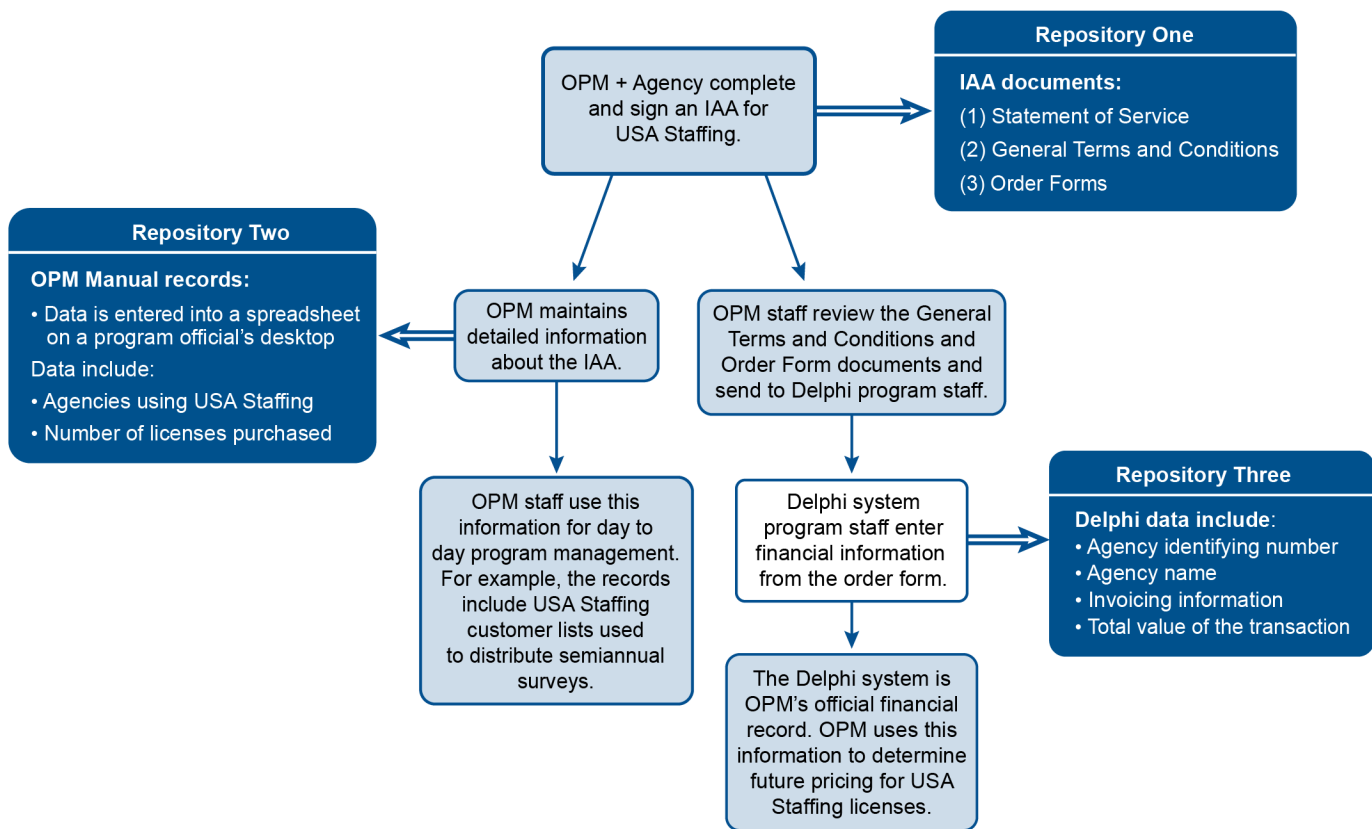 OPM + Agency complete
and sign an IAA for
USA Staffing.
Repository One
IAA documents:
(1) Statement of Service
(2) General Terms and Conditions
(3) Order Forms
Repository Two
OPM Manual records:
• Data is entered into a spreadsheet
on a program official’s desktop
Data include:
• Agencies using USA Staffing
• Number of licenses purchased
OPM maintains
detailed information
about the IAA.
OPM staff review the General
Terms and Conditions and
Order Form documents and
send to Delphi program staff.
OPM staff use this
information for day to
day program management.
For example, the records
include USA Staffing
customer lists used
to distribute semiannual
surveys.
Delphi system
program staff enter
financial information
from the order form.
Repository Three
Delphi data include:
• Agency identifying number
• Agency name
• Invoicing information
• Total value of the transaction
The Delphi system is
OPM’s official financial
record. OPM uses this
information to determine
future pricing for USA
Staffing licenses.